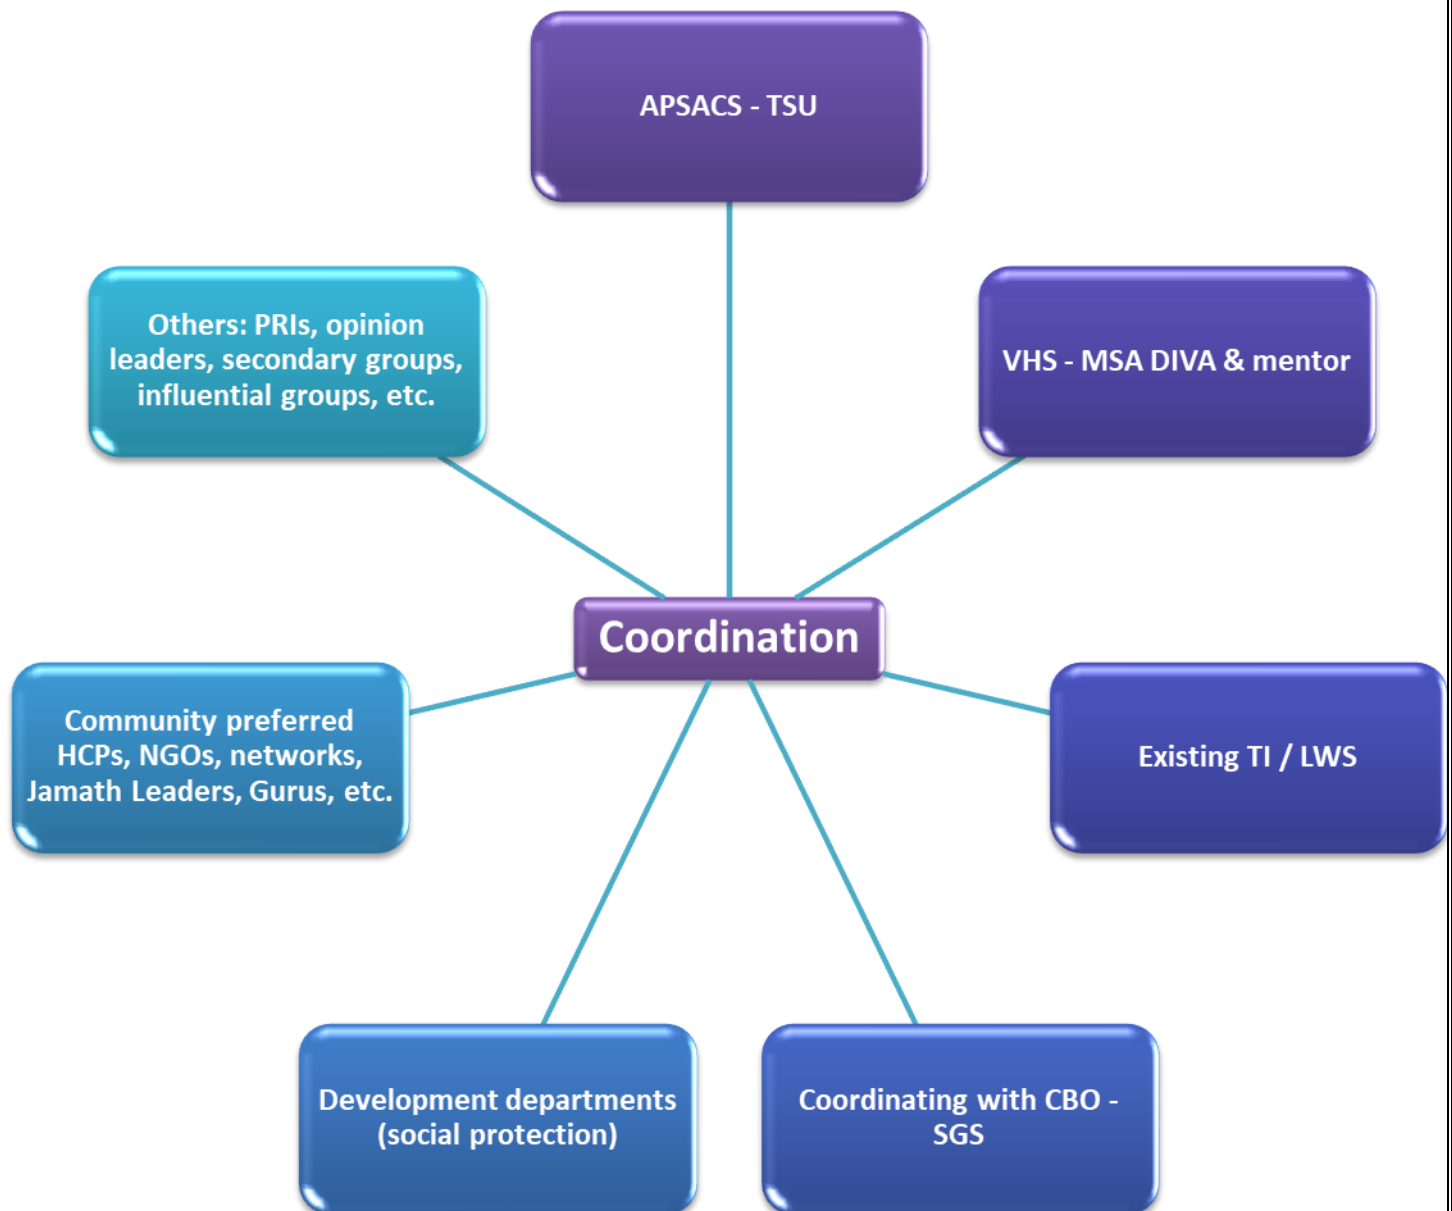 APSACS - TSU
Others: PRIs, opinion
leaders, secondary groups,
influential groups, etc.
VHS - MSA DIVA & mentor
Coordination
Community preferred
HCPs, NGOs, networks,
Jamath Leaders, Gurus, etc.
Existing TI / LWS
Development departments
(social protection)
Coordinating with CBO -
SGS